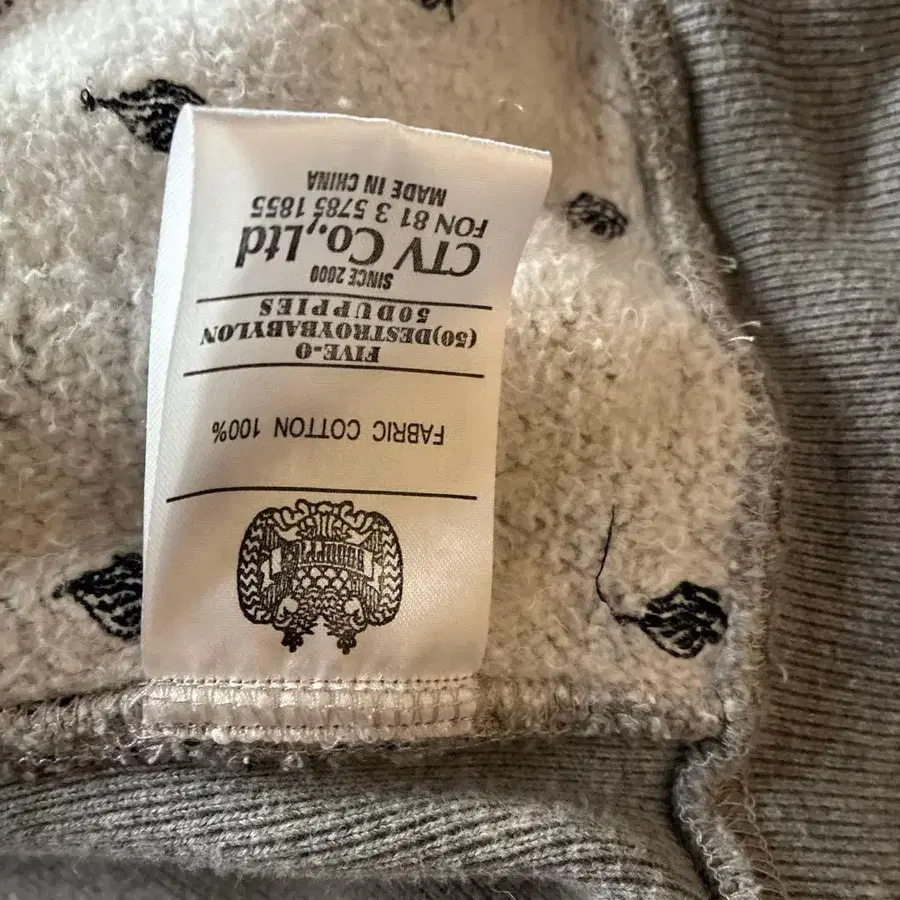 FABRIC COTTON 100%
FIVE-O
(50)DESTROYBABYLON
50DUPPIES
SINCE 2000
CTV Co,.Ltd
FON 81 3 5785 1855
MADE IN CHINA